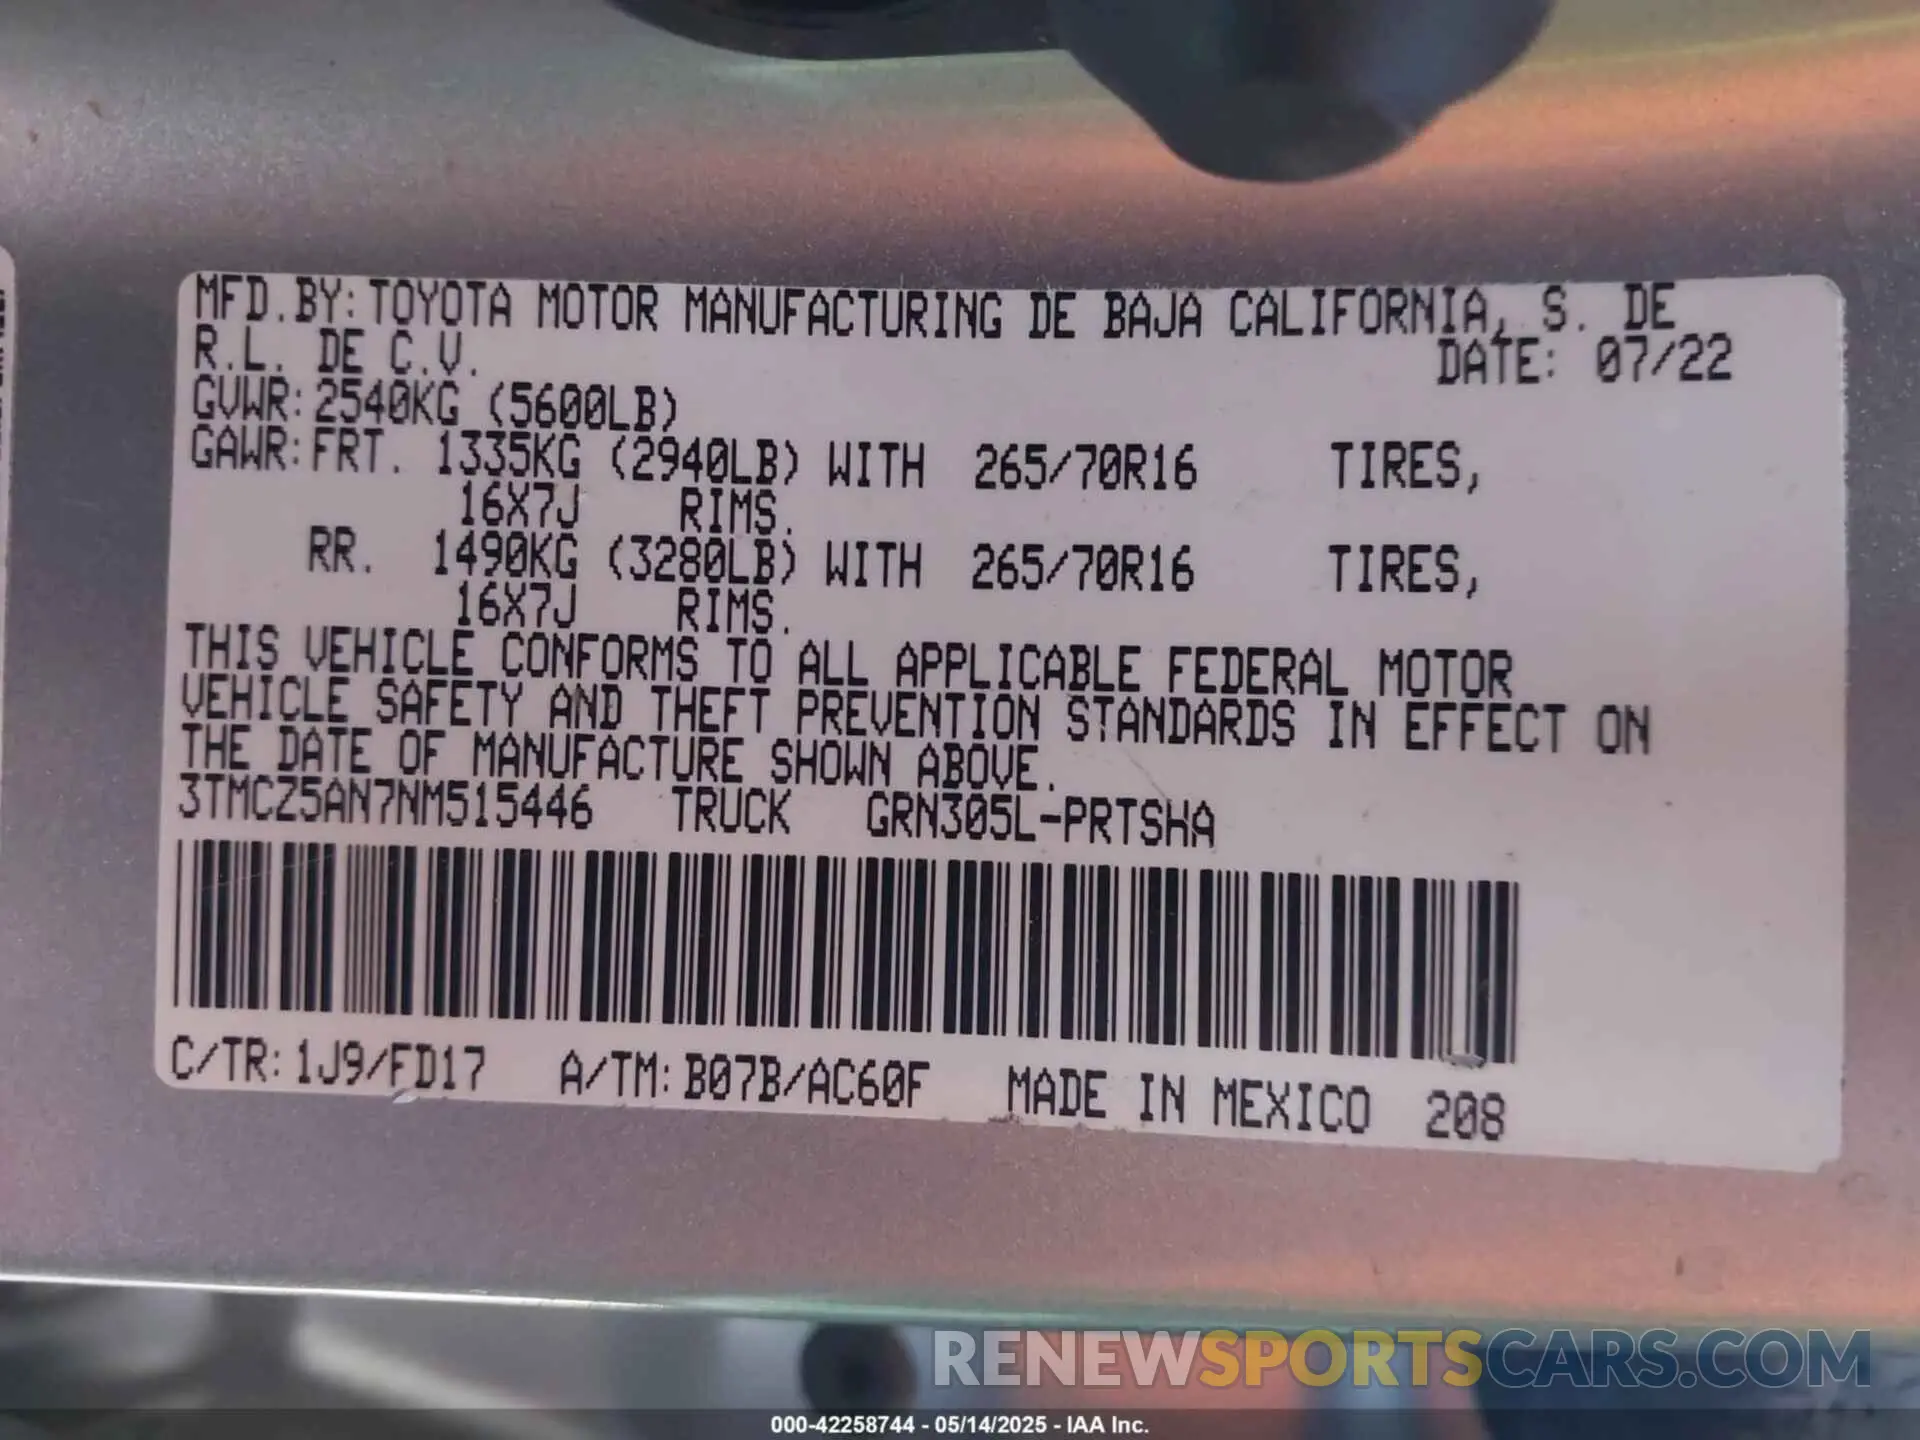 MFD.BY:TOYOTA MOTOR MANUFACTURING DE BAJA CALIFORNIA, S. DE
R.L. DE C.V. DATE: 07/22
GVWR:2540KG (5600LB)
GAWR:FRT. 1335KG (2940LB) WITH 265/70R16 TIRES,
16X7J RIMS.
RR. 1490KG (3280LB) WITH 265/70R16 TIRES,
16X7J RIMS.
THIS VEHICLE CONFORMS TO ALL APPLICABLE FEDERAL MOTOR
VEHICLE SAFETY AND THEFT PREVENTION STANDARDS IN EFFECT ON
THE DATE OF MANUFACTURE SHOWN ABOVE.
3TMCZ5AN7NM515446 TRUCK GRN305L-PRTSHA
C/TR:1J9/FD17 A/TM:B07B/AC60F MADE IN MEXICO 208
RENEWSPORTSCARS.COM
000-42258744 - 05/14/2025 - IAA Inc.